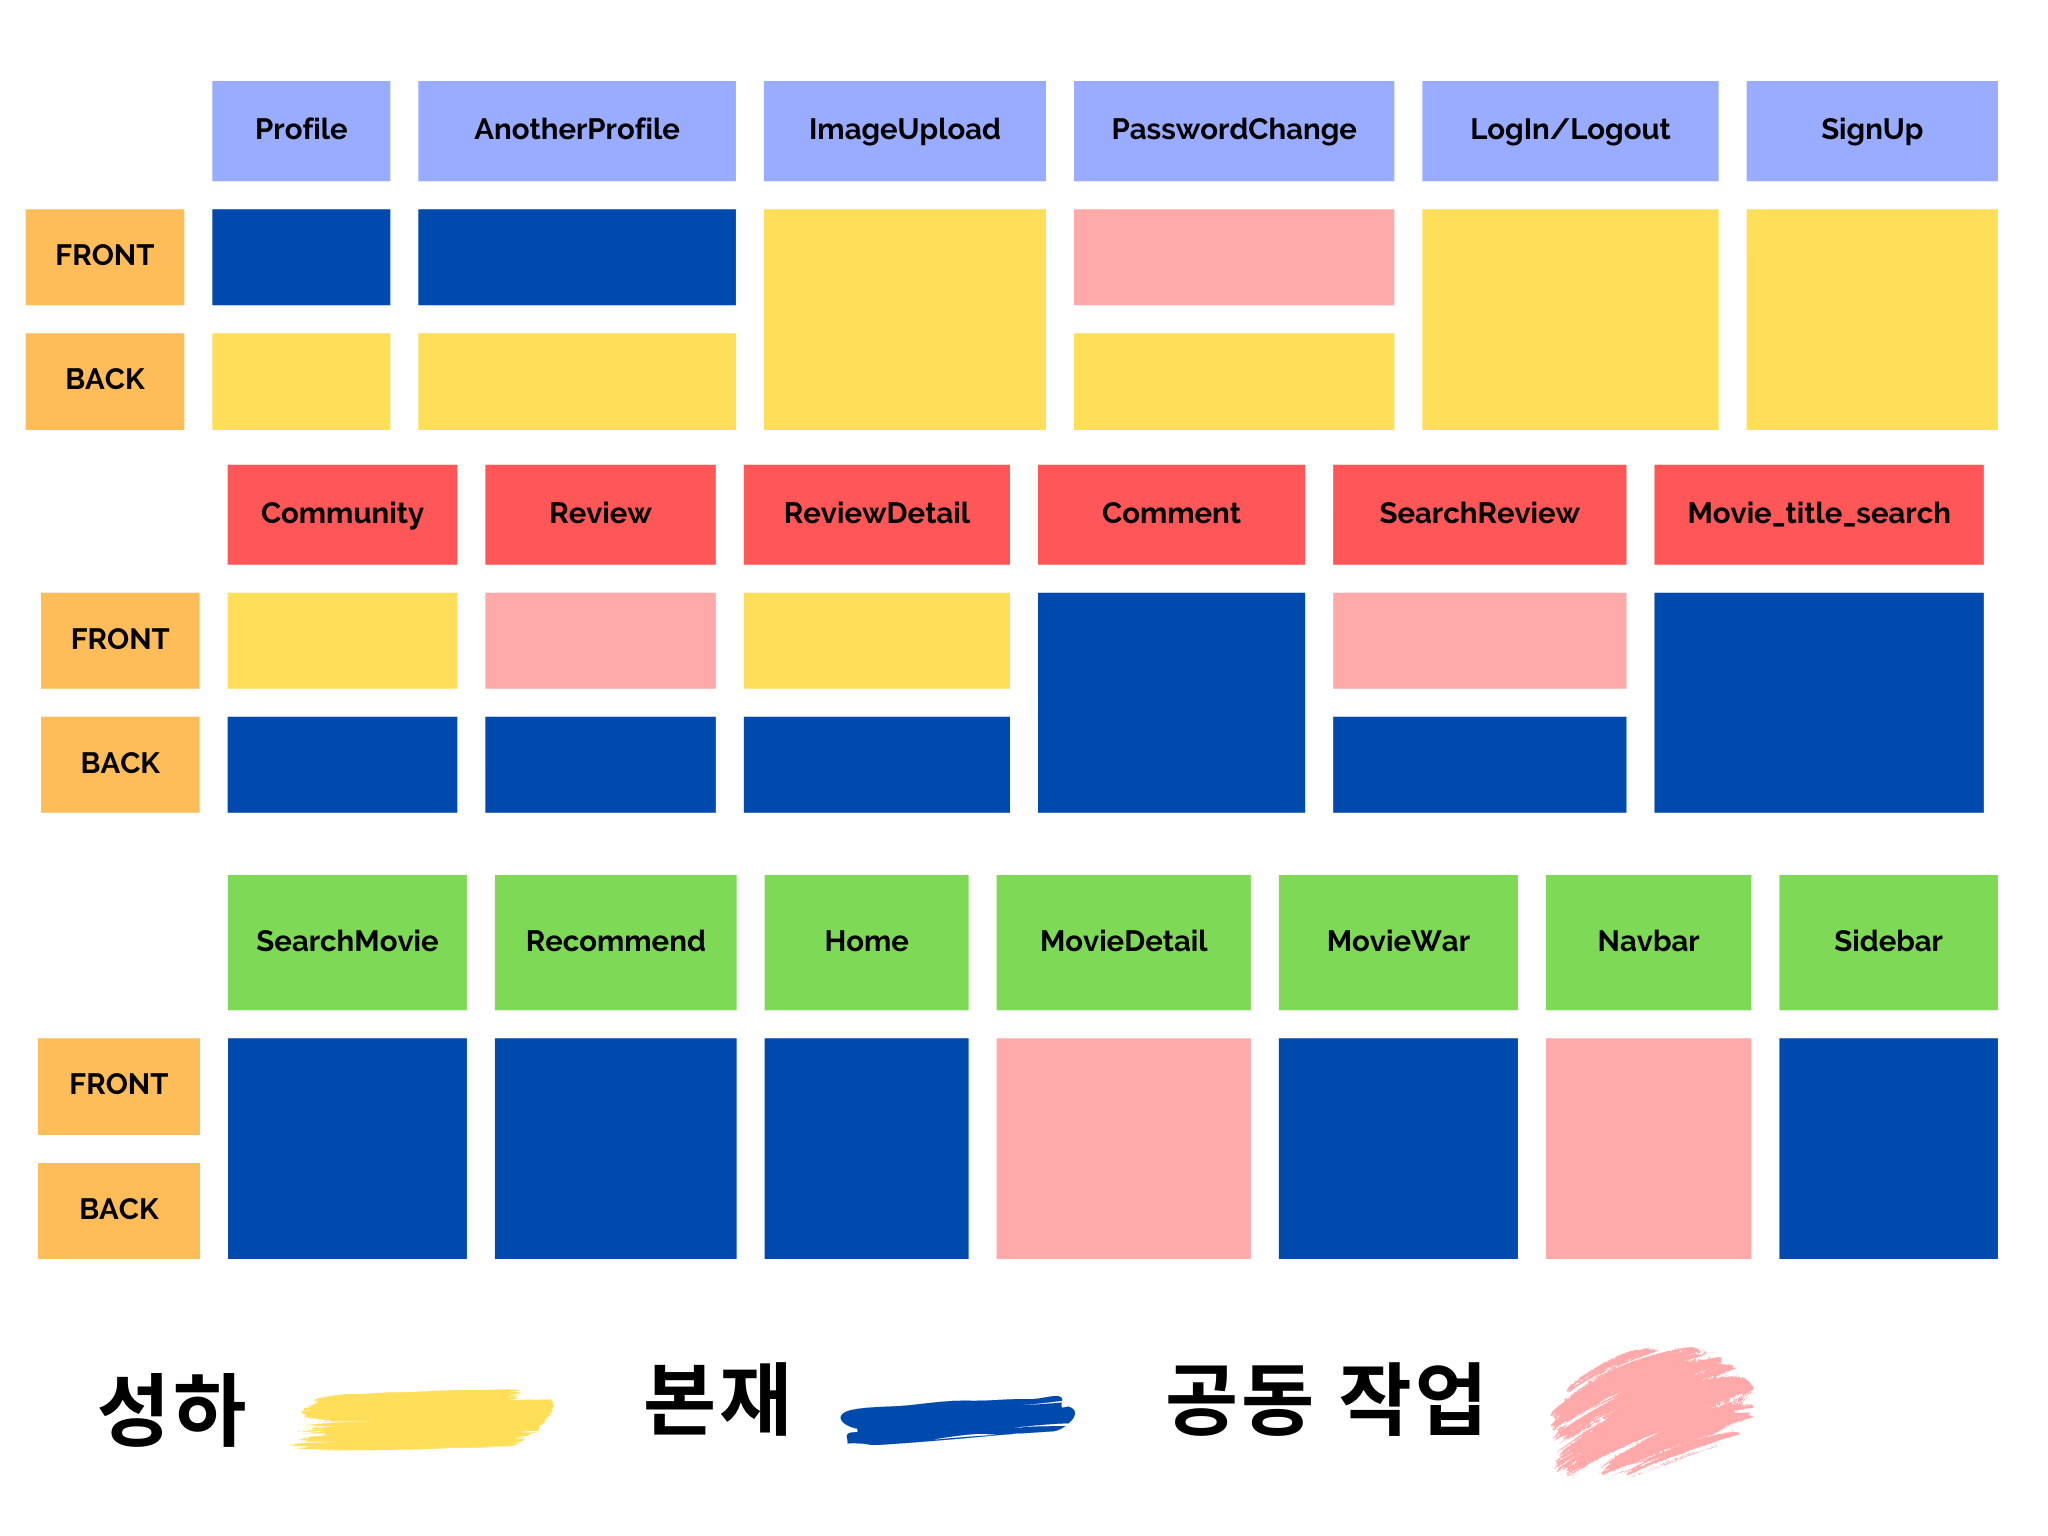 Profile AnotherProfile ImageUpload PasswordChange LogIn/Logout SignUp
FRONT
BACK
Community Review ReviewDetail Comment SearchReview Movie_title_search
FRONT
BACK
SearchMovie Recommend Home MovieDetail MovieWar Navbar Sidebar
FRONT
BACK
성하 본재 공동 작업